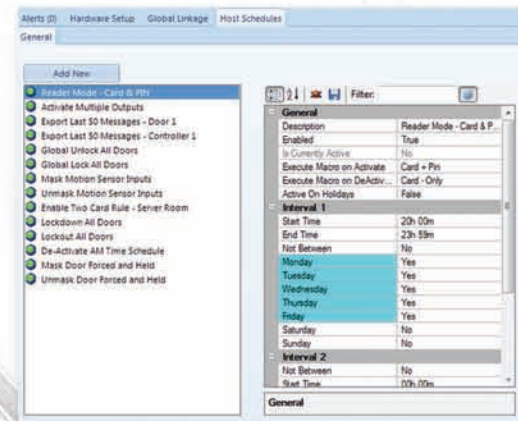 Alerts (0) Hardware Setup Global Linkage Host Schedules
General
Add New
Reader Mode - Card & PIN
Activate Multiple Outputs
Export Last 50 Messages - Door 1
Export Last 50 Messages - Controller 1
Global Unlock All Doors
Global Lock All Doors
Mask Motion Sensor Inputs
Unmask Motion Sensor Inputs
Enable Two Card Rule - Server Room
Lockdown All Doors
Lockout All Doors
De-Activate AM Time Schedule
Mask Door Forced and Held
Unmask Door Forced and Held
Filter:
General
Description Reader Mode - Card & P...
Enabled True
Is Currently Active No
Execute Macro on Activate Card + Pin
Execute Macro on DeActiv... Card - Only
Active On Holidays False
Interval 1
Start Time 20h 00m
End Time 23h 59m
Not Between No
Monday Yes
Tuesday Yes
Wednesday Yes
Thursday Yes
Friday Yes
Saturday No
Sunday No
Interval 2
Not Between No
Start Time 00h 00m
General